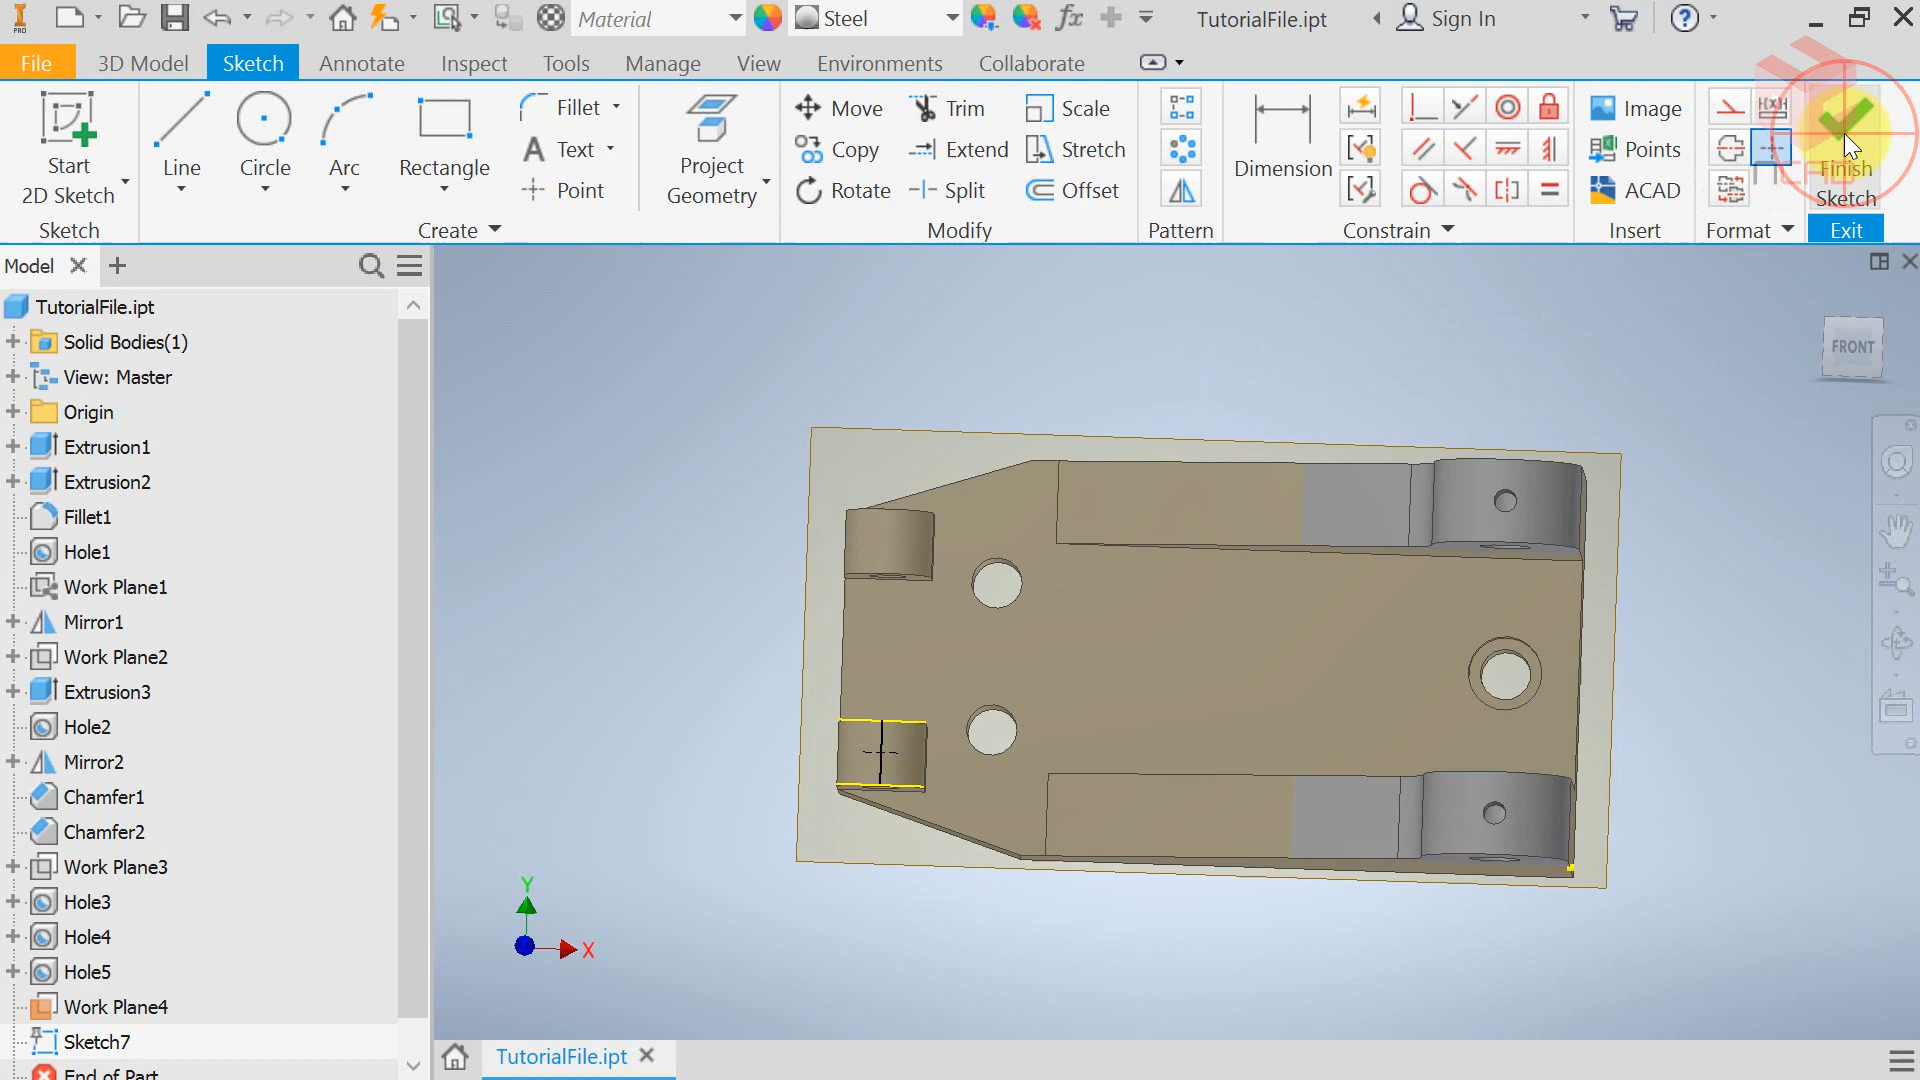 PRO
Material
Steel
fx
TutorialFile.ipt
Sign In
File
3D Model
Sketch
Annotate
Inspect
Tools
Manage
View
Environments
Collaborate
Start
2D Sketch
Line
Circle
Arc
Rectangle
Fillet
Text
Point
Project
Geometry
Move
Copy
Rotate
Trim
Extend
Split
Scale
Stretch
Offset
Dimension
Image
Points
ACAD
Finish
Sketch
Sketch
Create
Modify
Pattern
Constrain
Insert
Format
Exit
Model
TutorialFile.ipt
Solid Bodies(1)
View: Master
Origin
Extrusion1
Extrusion2
Fillet1
Hole1
Work Plane1
Mirror1
Work Plane2
Extrusion3
Hole2
Mirror2
Chamfer1
Chamfer2
Work Plane3
Hole3
Hole4
Hole5
Work Plane4
Sketch7
End of Part
FRONT
Y
X
TutorialFile.ipt